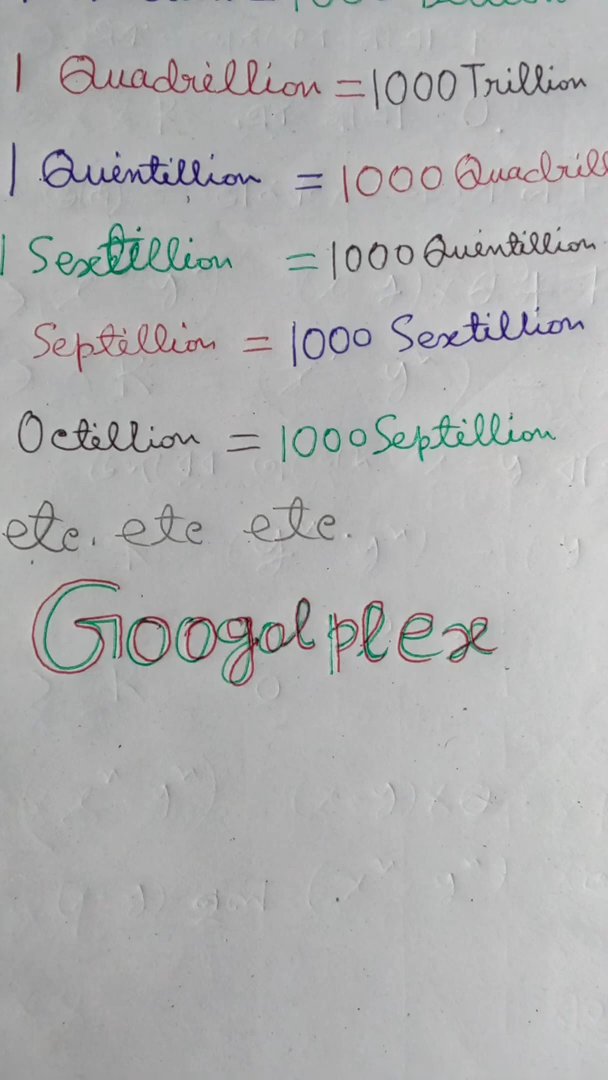 1 Quadrillion = 1000 Trillion
1 Quintillion = 1000 Quadrill
1 Sextillion = 1000 Quintillion
Septillion = 1000 Sextillion
Octillion = 1000 Septillion
etc. etc etc.
Googolplex